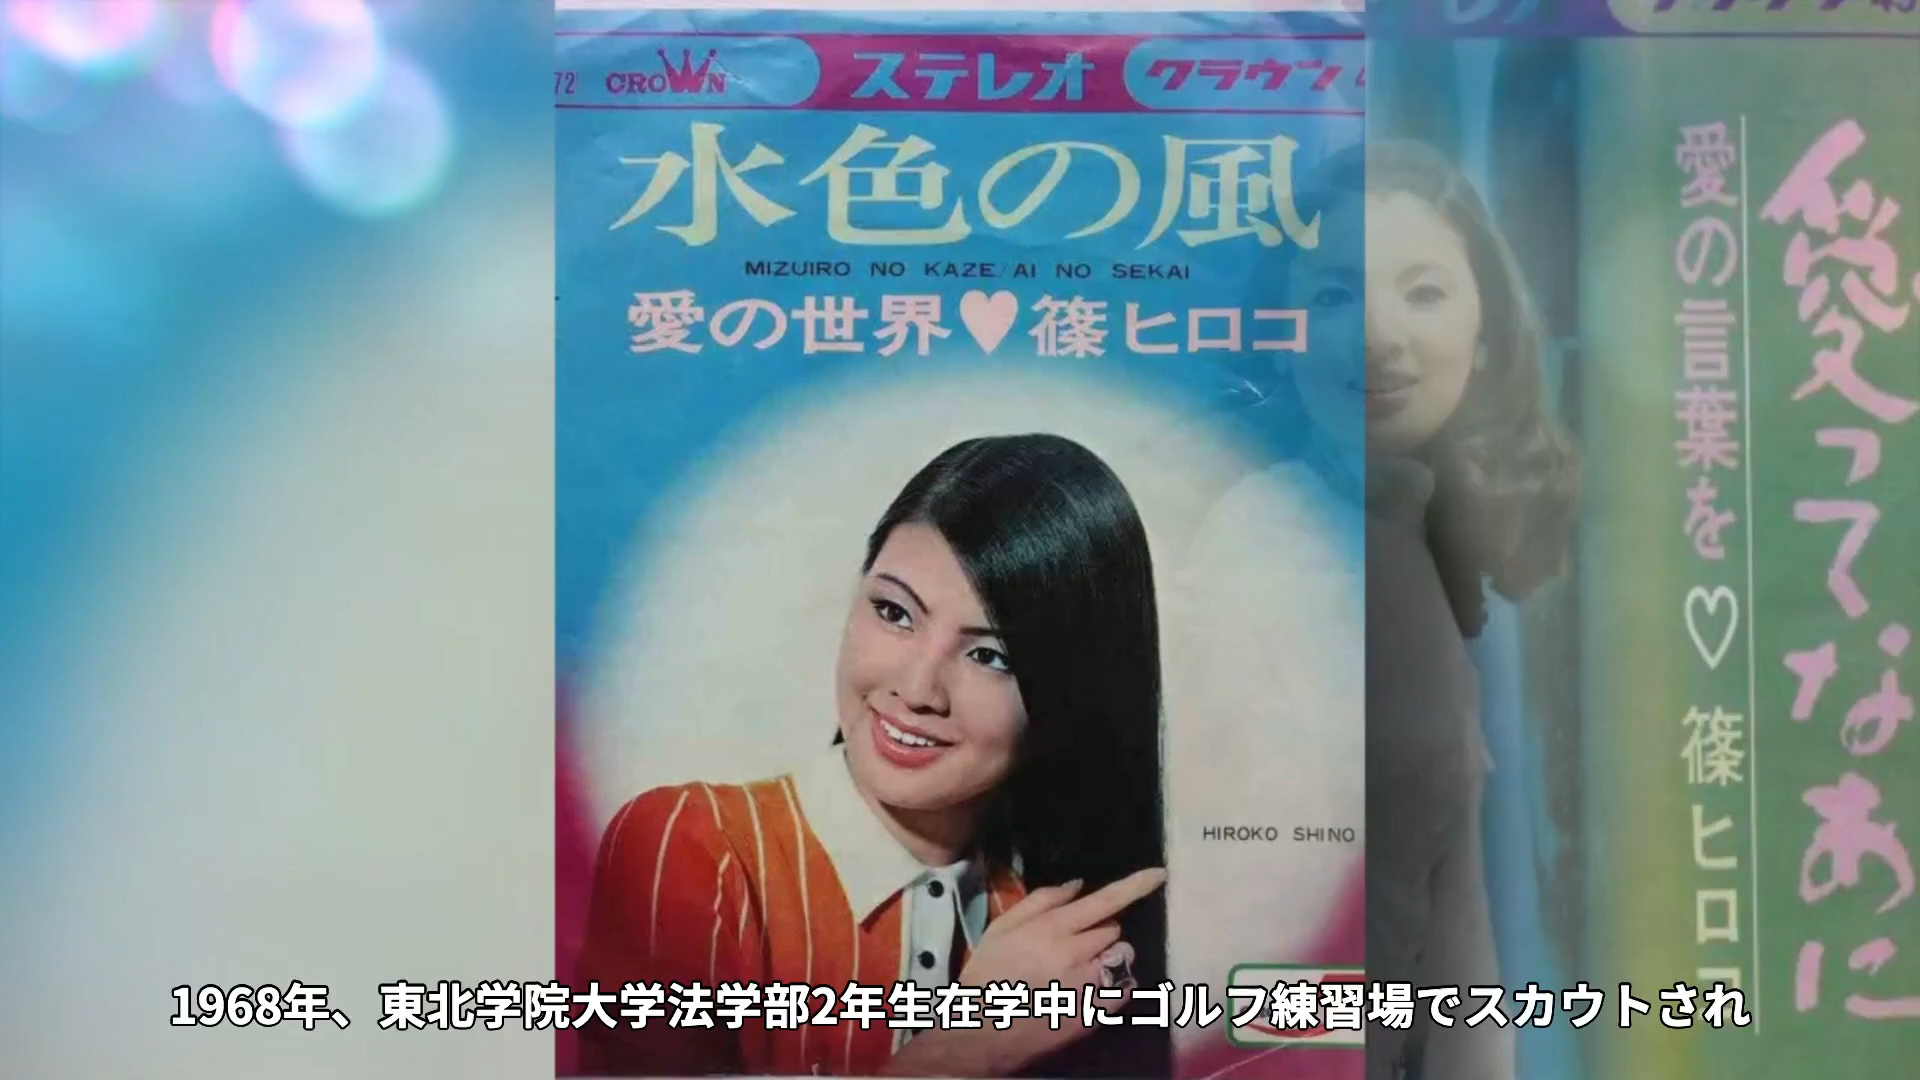 72 CROWN ステレオ クラウン
水色の風
MIZUIRO NO KAZE/AI NO SEKAI
愛の世界♥篠ヒロコ
HIROKO SHINO
愛ってなあに
愛の言葉を♡篠ヒロコ
1968年、東北学院大学法学部2年生在学中にゴルフ練習場でスカウトされ